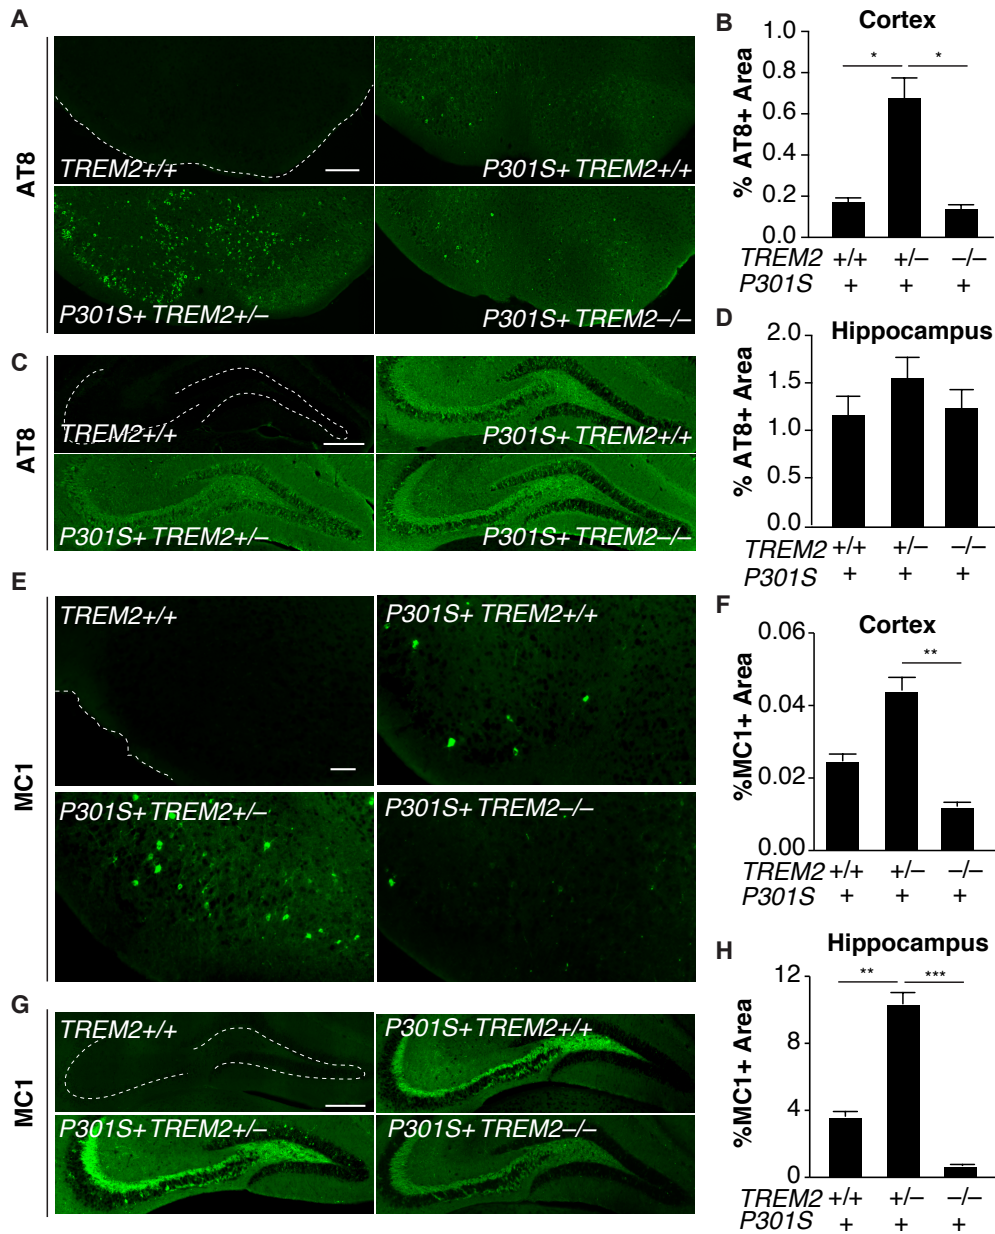 A
AT8
TREM2+/+
P301S+ TREM2+/+
P301S+ TREM2+/–
P301S+ TREM2–/–
B
Cortex
% AT8+ Area
1.0
0.8
0.6
0.4
0.2
0.0
* *
TREM2 +/+ +/– –/–
P301S + + +
C
AT8
TREM2+/+
P301S+ TREM2+/+
P301S+ TREM2+/–
P301S+ TREM2–/–
D
Hippocampus
% AT8+ Area
2.0
1.5
1.0
0.5
0.0
TREM2 +/+ +/– –/–
P301S + + +
E
MC1
TREM2+/+
P301S+ TREM2+/+
P301S+ TREM2+/–
P301S+ TREM2–/–
F
Cortex
%MC1+ Area
0.06
0.04
0.02
0.00
**
TREM2 +/+ +/– –/–
P301S + + +
G
MC1
TREM2+/+
P301S+ TREM2+/+
P301S+ TREM2+/–
P301S+ TREM2–/–
H
Hippocampus
%MC1+ Area
12
8
4
0
** ***
TREM2 +/+ +/– –/–
P301S + + +